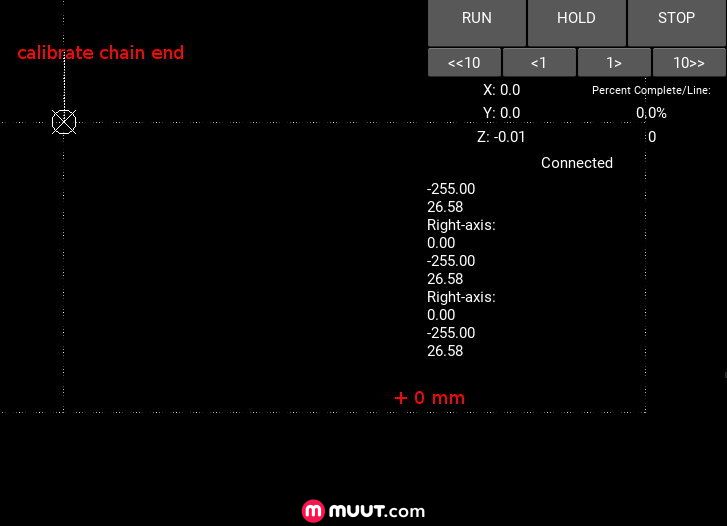 RUN HOLD STOP
calibrate chain end
<<10 <1 1> 10>>
X: 0.0 Percent Complete/Line:
Y: 0.0 0.0%
Z: -0.01 0
Connected
-255.00
26.58
Right-axis:
0.00
-255.00
26.58
Right-axis:
0.00
-255.00
26.58
+ 0 mm
muut.com